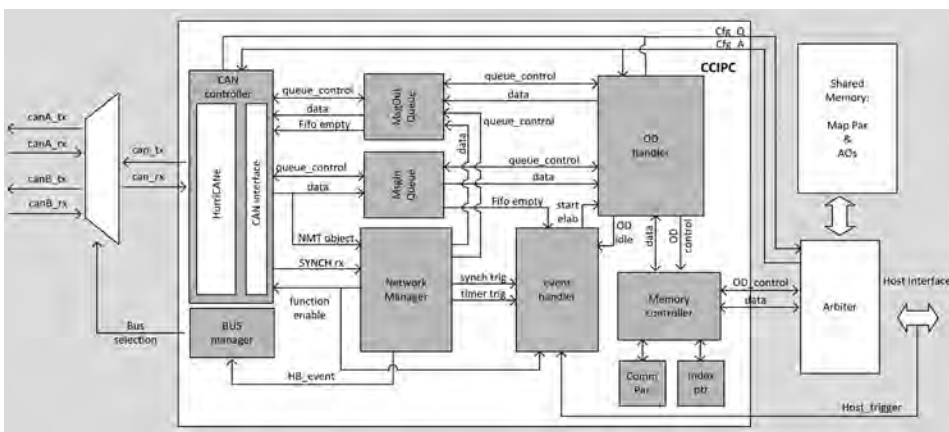 Cfg_Q
Cfg_A
CCIPC
CAN
controller
HurriCANe
CAN interface
queue_control
data
Fifo empty
queue_control
data
MsgOut
Queue
MsgIn
Queue
queue_control
data
queue_control
data
queue_control
data
Fifo empty
start
elab
OD
handler
OD
idle
data
OD
control
canA_tx
canA_rx
canB_tx
canB_rx
can_tx
can_rx
NMT object
SYNCH rx
function
enable
Network
Manager
synch trig
timer trig
event
handler
Memory
controller
OD_control
data
Comm
Par
Index
ptr
BUS
manager
Bus
selection
HB_event
Shared
Memory:
Map Par
&
AOs
Arbiter
Host Interface
Host_trigger